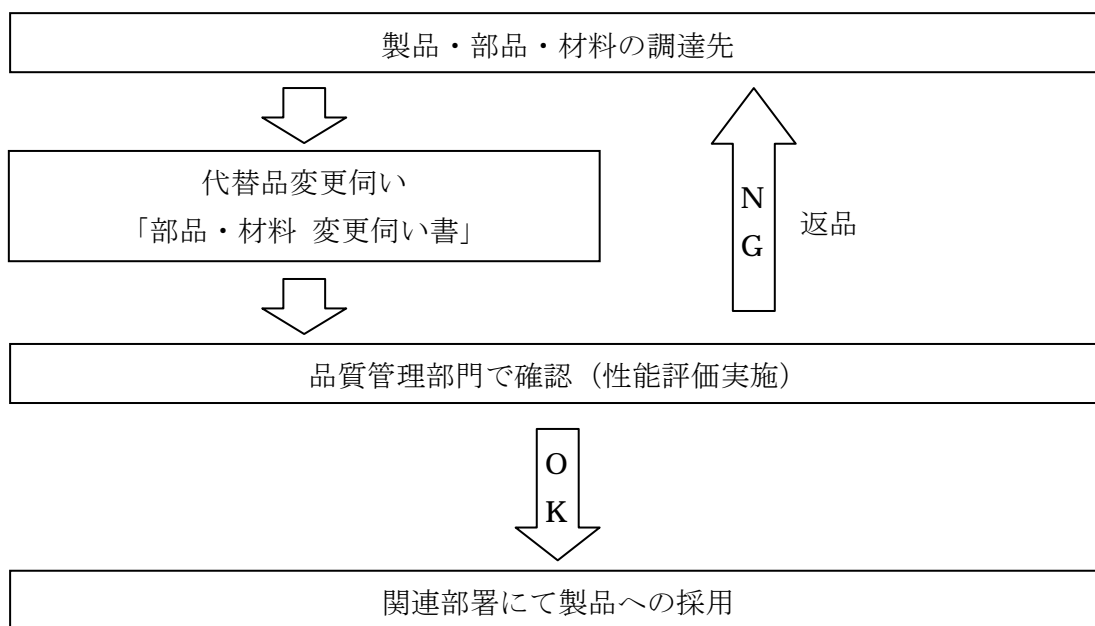 製品・部品・材料の調達先
代替品変更伺い
「部品・材料 変更伺い書」
NG
返品
品質管理部門で確認（性能評価実施）
OK
関連部署にて製品への採用